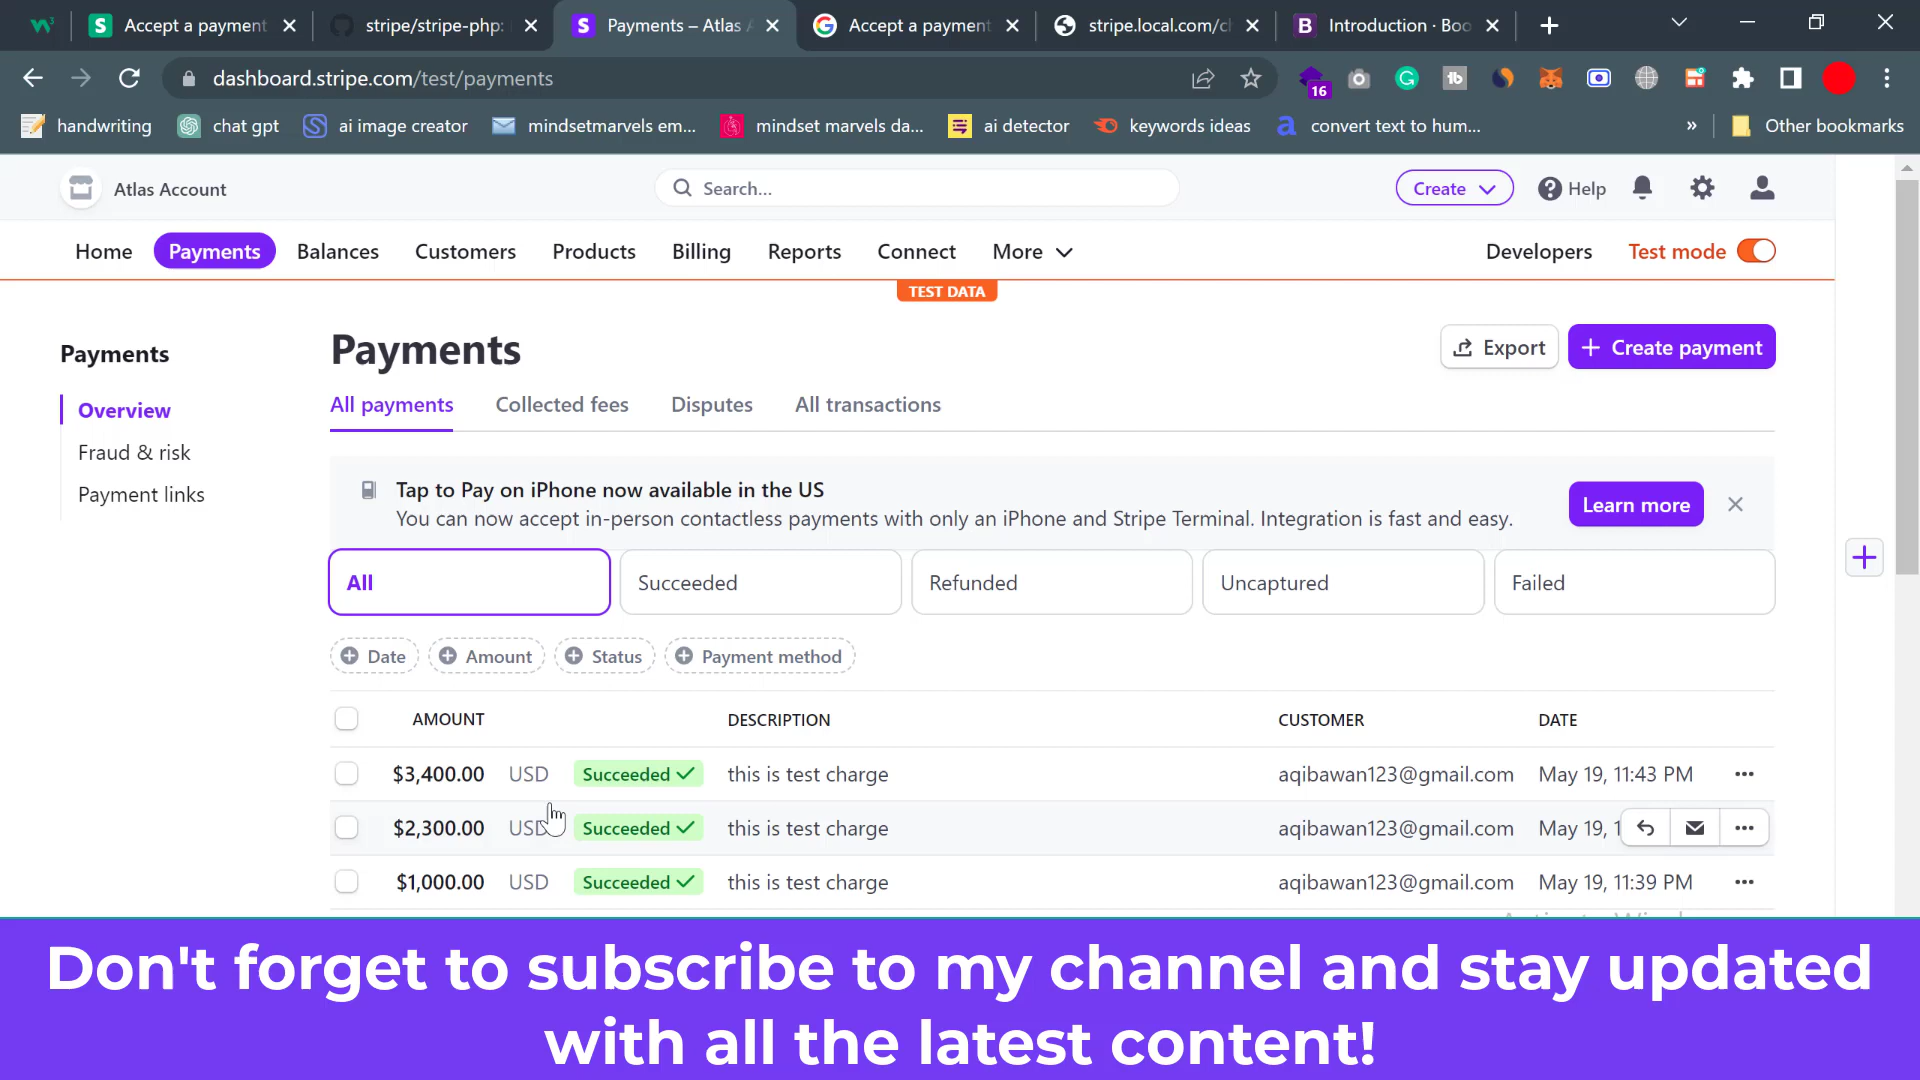 Accept a payment
stripe/stripe-php:
Payments – Atlas
Accept a payment
stripe.local.com/ch
Introduction · Boo
dashboard.stripe.com/test/payments
16
handwriting
chat gpt
ai image creator
mindsetmarvels em...
mindset marvels da...
ai detector
keywords ideas
convert text to hum...
»
Other bookmarks
Atlas Account
Search...
Create
Help
Home
Payments
Balances
Customers
Products
Billing
Reports
Connect
More
Developers
Test mode
TEST DATA
Payments
Overview
Fraud & risk
Payment links
Payments
Export
Create payment
All payments
Collected fees
Disputes
All transactions
Tap to Pay on iPhone now available in the US
You can now accept in-person contactless payments with only an iPhone and Stripe Terminal. Integration is fast and easy.
Learn more
All
Succeeded
Refunded
Uncaptured
Failed
Date
Amount
Status
Payment method
AMOUNT DESCRIPTION CUSTOMER DATE
$3,400.00 USD Succeeded this is test charge aqibawan123@gmail.com May 19, 11:43 PM
$2,300.00 USD Succeeded this is test charge aqibawan123@gmail.com May 19, 1
$1,000.00 USD Succeeded this is test charge aqibawan123@gmail.com May 19, 11:39 PM
Don't forget to subscribe to my channel and stay updated
with all the latest content!